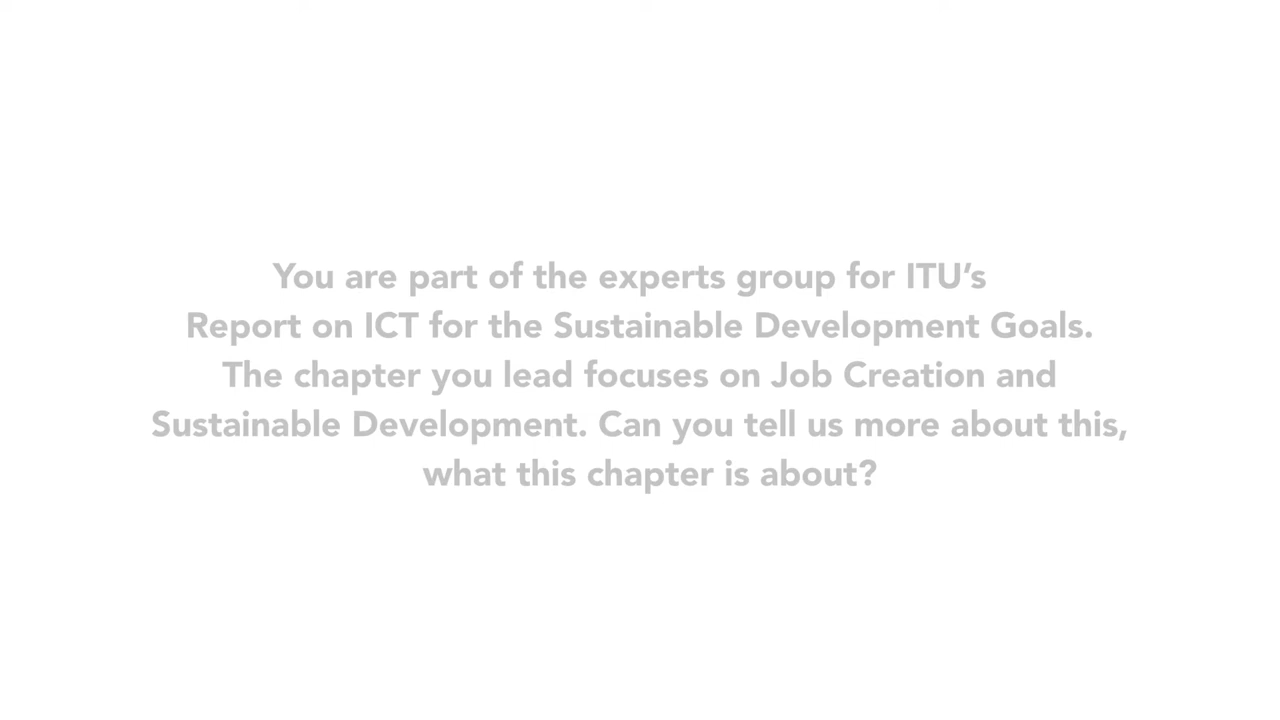 You are part of the experts group for ITU’s
Report on ICT for the Sustainable Development Goals.
The chapter you lead focuses on Job Creation and
Sustainable Development. Can you tell us more about this,
what this chapter is about?